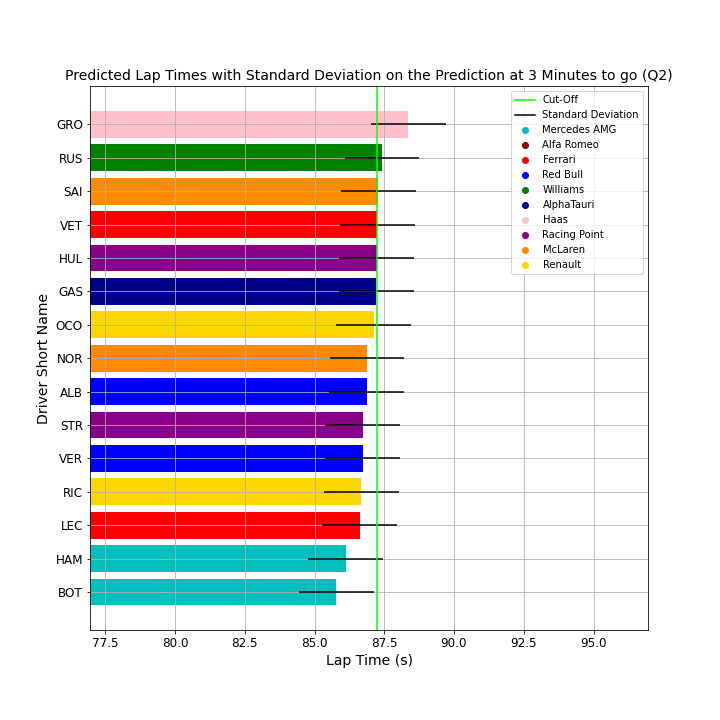 Predicted Lap Times with Standard Deviation on the Prediction at 3 Minutes to go (Q2)
Cut-Off
Standard Deviation
Mercedes AMG
Alfa Romeo
Ferrari
Red Bull
Williams
AlphaTauri
Haas
Racing Point
McLaren
Renault
Driver Short Name
GRO
RUS
SAI
VET
HUL
GAS
OCO
NOR
ALB
STR
VER
RIC
LEC
HAM
BOT
77.5 80.0 82.5 85.0 87.5 90.0 92.5 95.0
Lap Time (s)